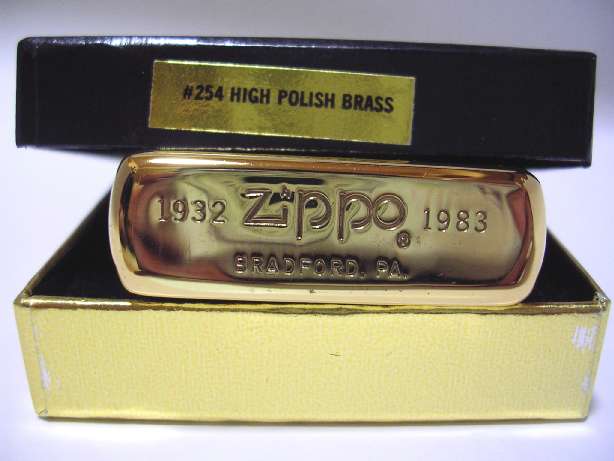 #254 HIGH POLISH BRASS
1932 Zippo® 1983
BRADFORD, PA.